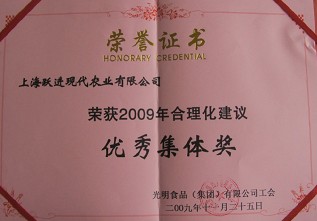 荣誉证书
HONORARY CREDENTIAL
上海跃进现代农业有限公司
荣获2009年合理化建议
优秀集体奖
光明食品（集团）有限公司工会
二00九年十一月二十五日